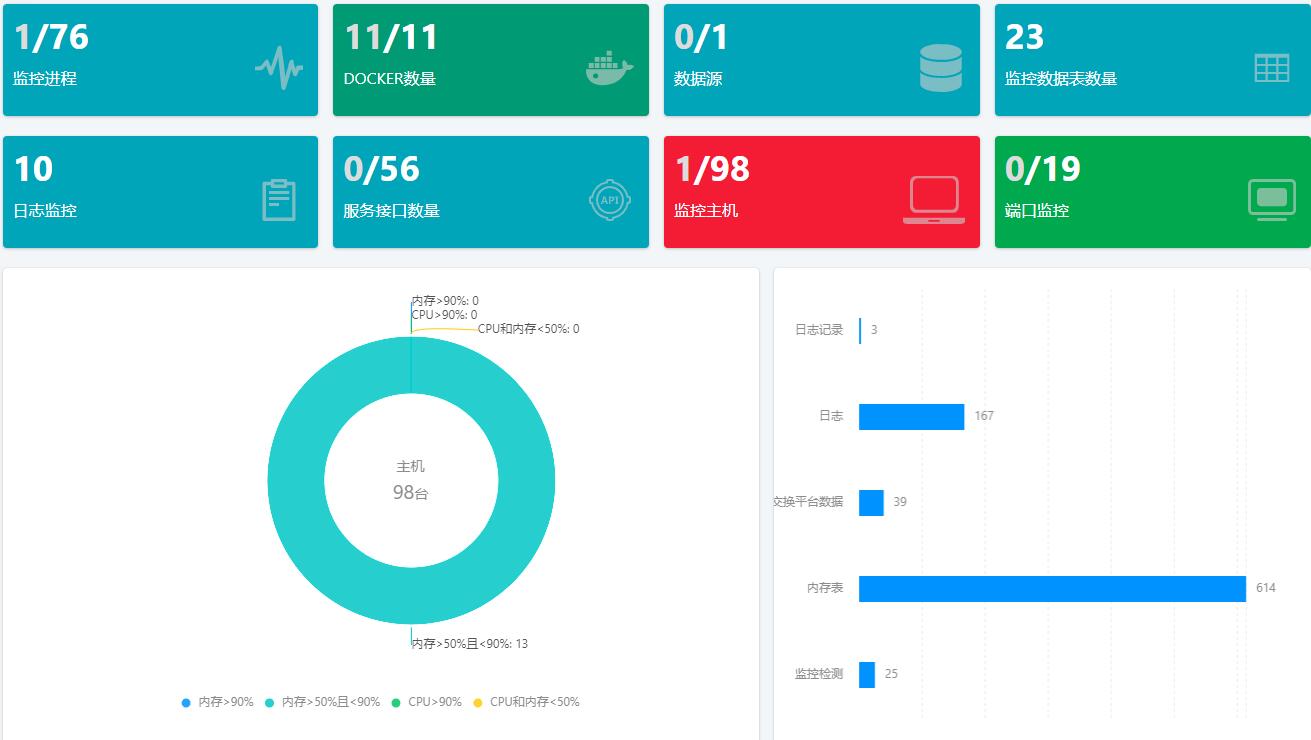 1/76
监控进程
11/11
DOCKER数量
0/1
数据源
23
监控数据表数量
10
日志监控
0/56
服务接口数量
API
1/98
监控主机
0/19
端口监控
内存>90%: 0
CPU>90%: 0
CPU和内存<50%: 0
主机
98台
内存>50%且<90%: 13
内存>90%
内存>50%且<90%
CPU>90%
CPU和内存<50%
日志记录
3
日志
167
交换平台数据
39
内存表
614
监控检测
25